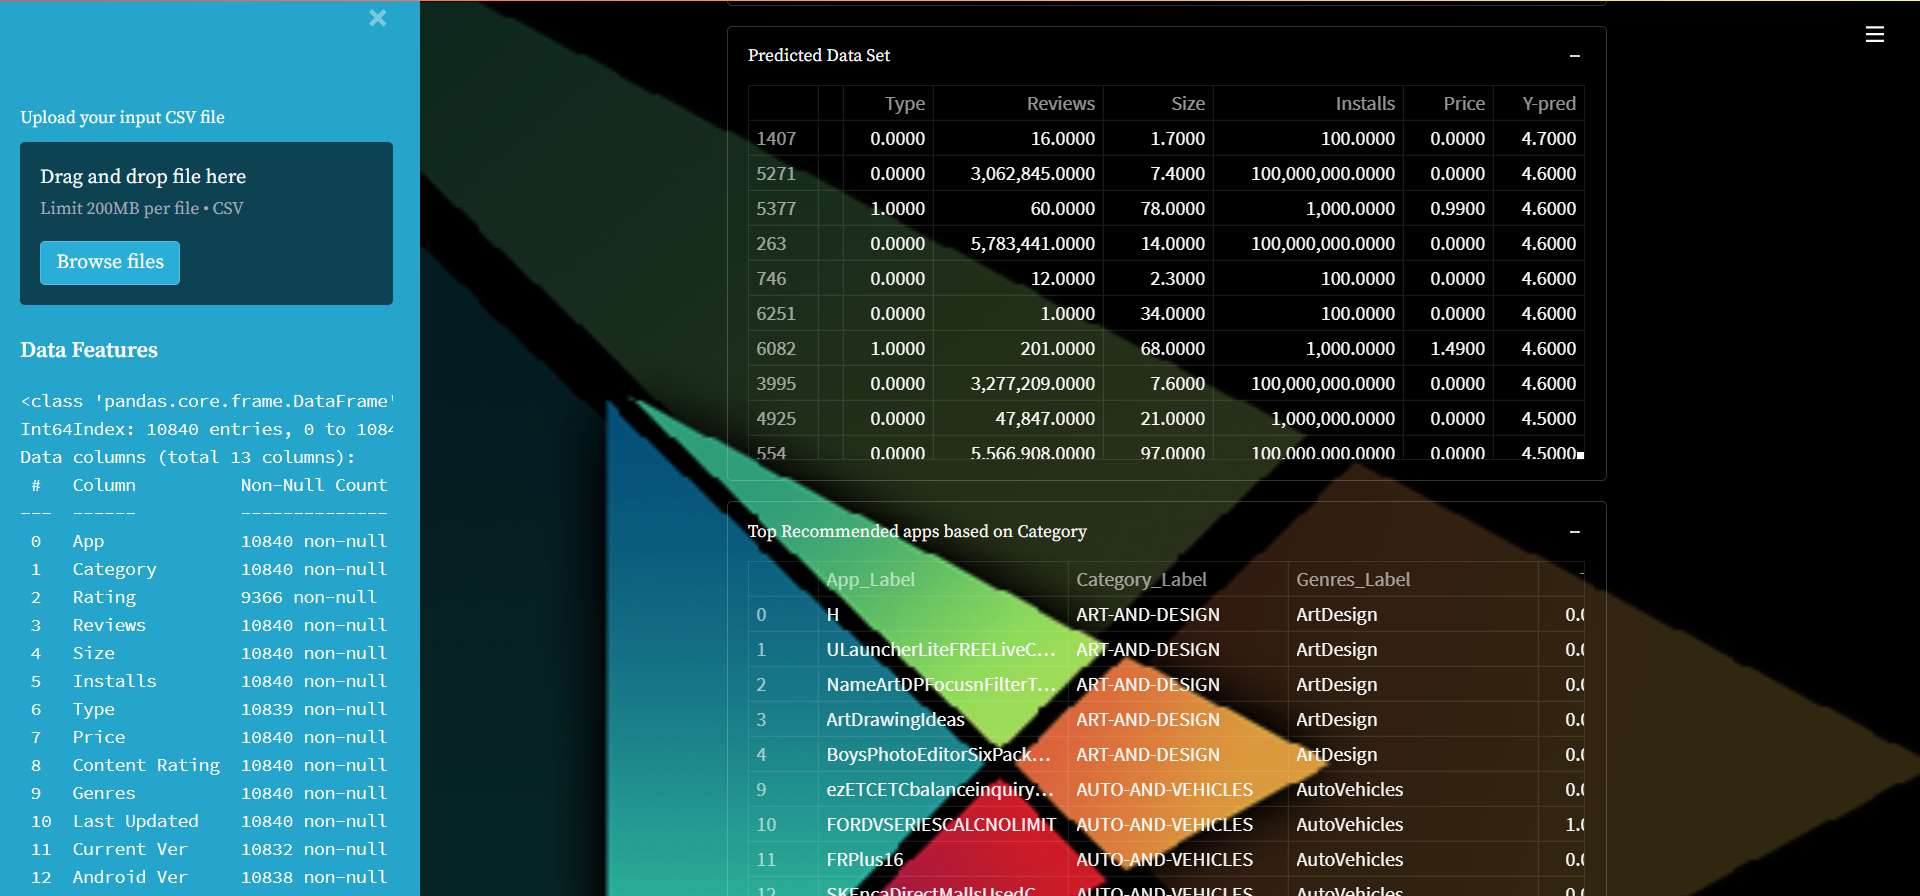 ×
Upload your input CSV file
Drag and drop file here
Limit 200MB per file • CSV
Browse files
Data Features
<class 'pandas.core.frame.DataFrame'
Int64Index: 10840 entries, 0 to 1084
Data columns (total 13 columns):
# Column Non-Null Count
--- ------ --------------
0 App 10840 non-null
1 Category 10840 non-null
2 Rating 9366 non-null
3 Reviews 10840 non-null
4 Size 10840 non-null
5 Installs 10840 non-null
6 Type 10839 non-null
7 Price 10840 non-null
8 Content Rating 10840 non-null
9 Genres 10840 non-null
10 Last Updated 10840 non-null
11 Current Ver 10832 non-null
12 Android Ver 10838 non-null
Predicted Data Set −
Type Reviews Size Installs Price Y-pred
1407 0.0000 16.0000 1.7000 100.0000 0.0000 4.7000
5271 0.0000 3,062,845.0000 7.4000 100,000,000.0000 0.0000 4.6000
5377 1.0000 60.0000 78.0000 1,000.0000 0.9900 4.6000
263 0.0000 5,783,441.0000 14.0000 100,000,000.0000 0.0000 4.6000
746 0.0000 12.0000 2.3000 100.0000 0.0000 4.6000
6251 0.0000 1.0000 34.0000 100.0000 0.0000 4.6000
6082 1.0000 201.0000 68.0000 1,000.0000 1.4900 4.6000
3995 0.0000 3,277,209.0000 7.6000 100,000,000.0000 0.0000 4.6000
4925 0.0000 47,847.0000 21.0000 1,000,000.0000 0.0000 4.5000
554 0.0000 5,566,908.0000 97.0000 100,000,000.0000 0.0000 4.5000
Top Recommended apps based on Category −
App_Label Category_Label Genres_Label
0 H ART-AND-DESIGN ArtDesign 0.0
1 ULauncherLiteFREELiveC... ART-AND-DESIGN ArtDesign 0.0
2 NameArtDPFocusnFilterT... ART-AND-DESIGN ArtDesign 0.0
3 ArtDrawingIdeas ART-AND-DESIGN ArtDesign 0.0
4 BoysPhotoEditorSixPack... ART-AND-DESIGN ArtDesign 0.0
9 ezETCETCbalanceinquiry... AUTO-AND-VEHICLES AutoVehicles 0.0
10 FORDVSERIESCALCNOLIMIT AUTO-AND-VEHICLES AutoVehicles 1.0
11 FRPlus16 AUTO-AND-VEHICLES AutoVehicles 0.0
12 AUTO-AND-VEHICLES AutoVehicles